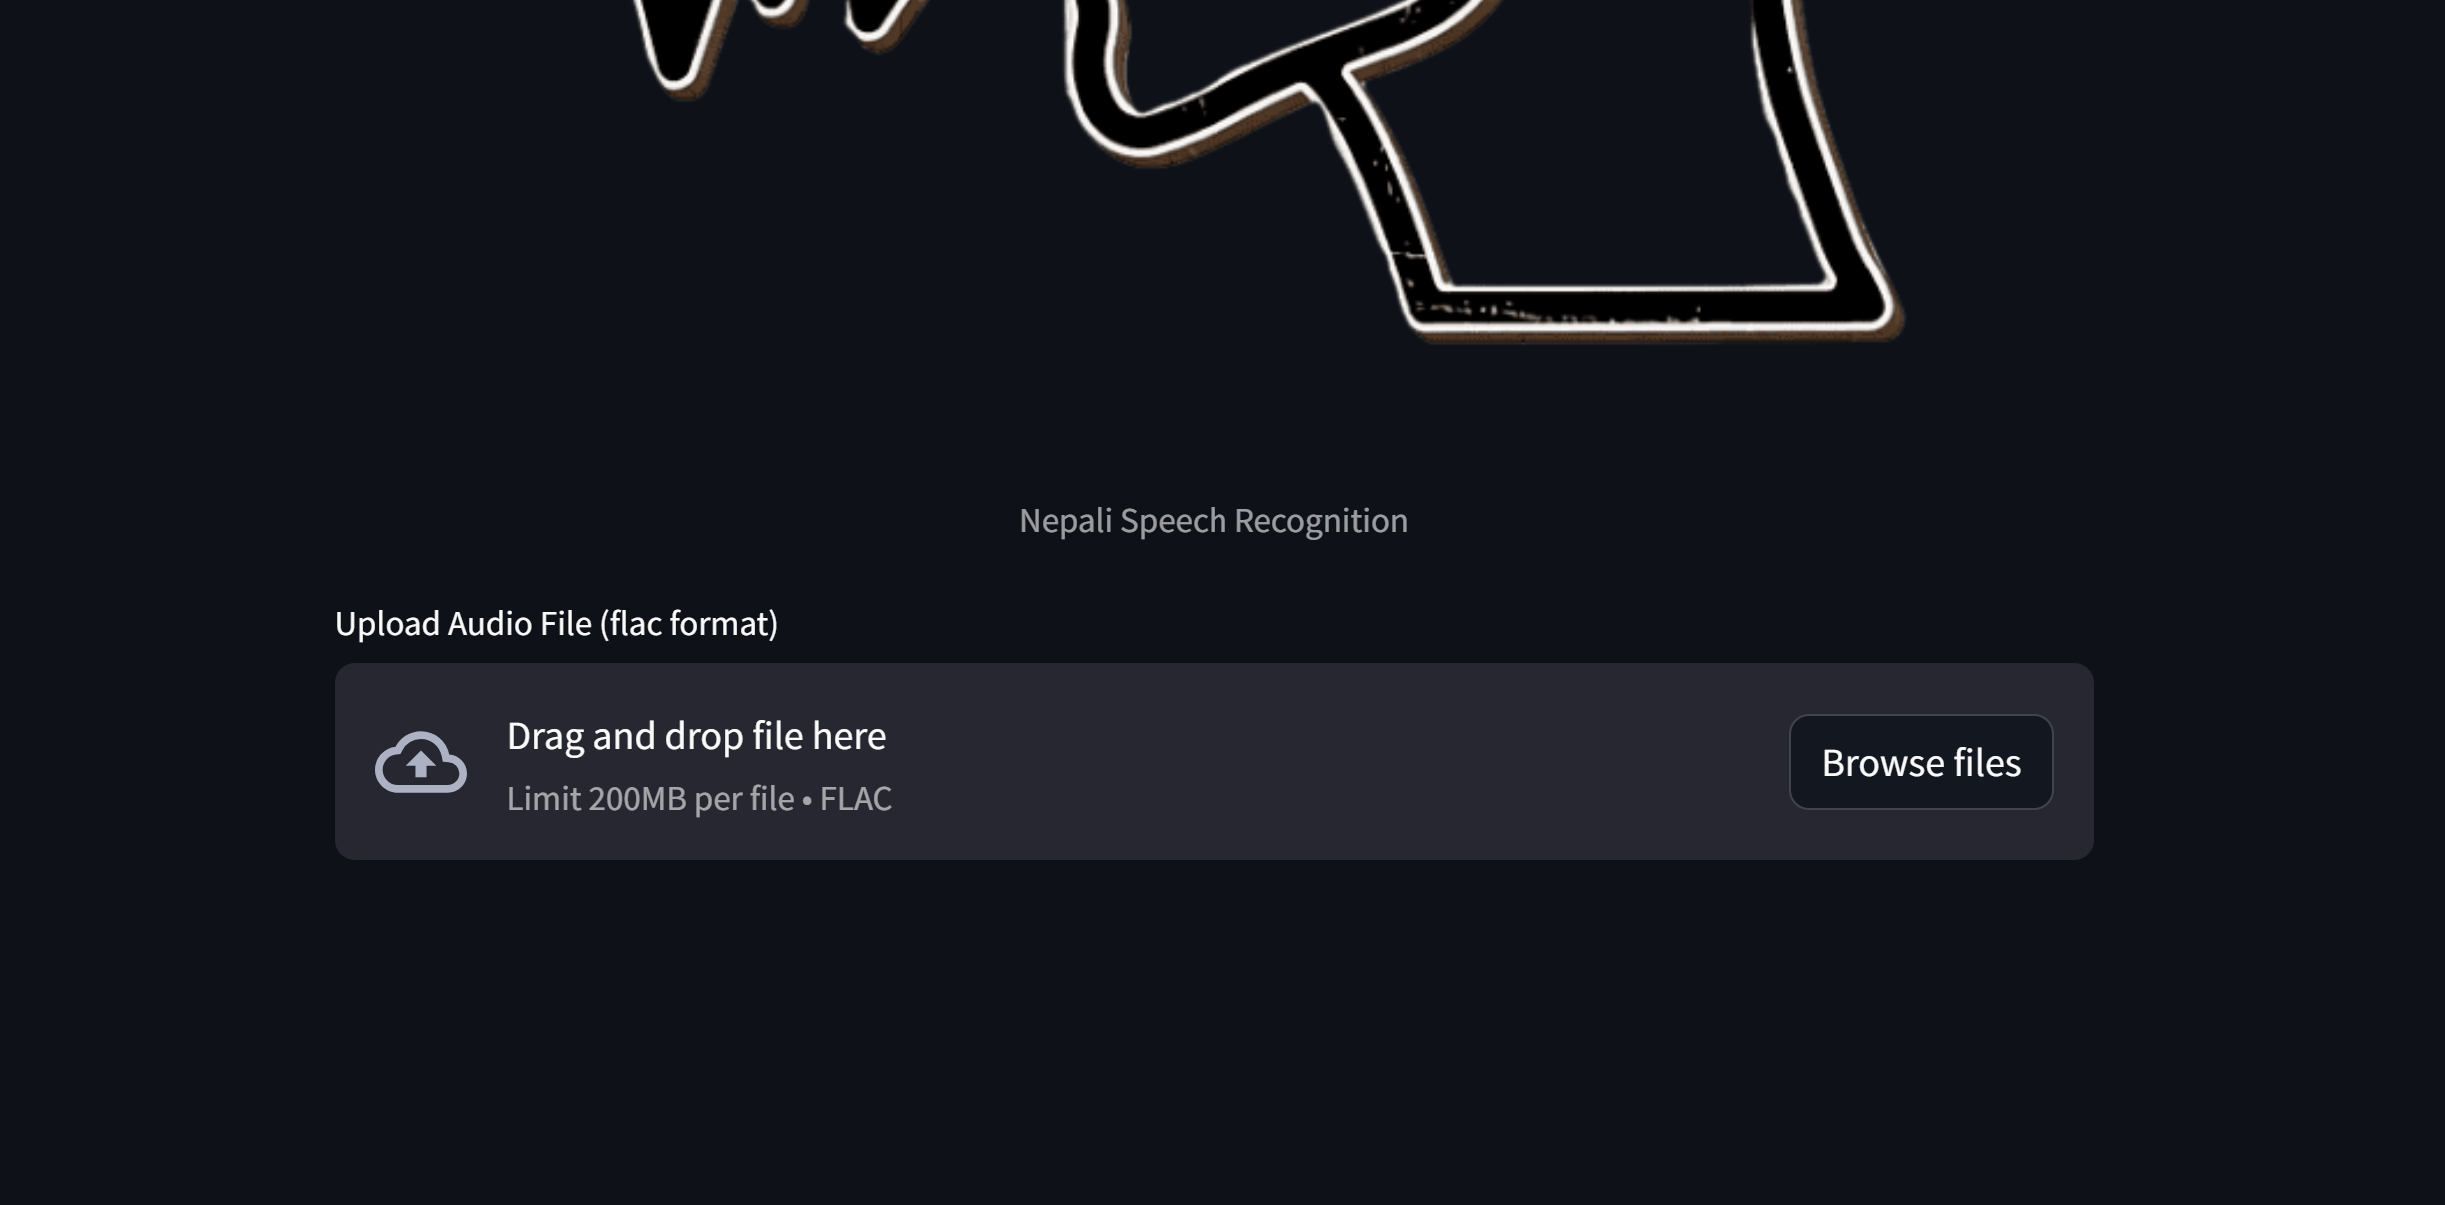 Nepali Speech Recognition
Upload Audio File (flac format)
Drag and drop file here
Limit 200MB per file • FLAC
Browse files